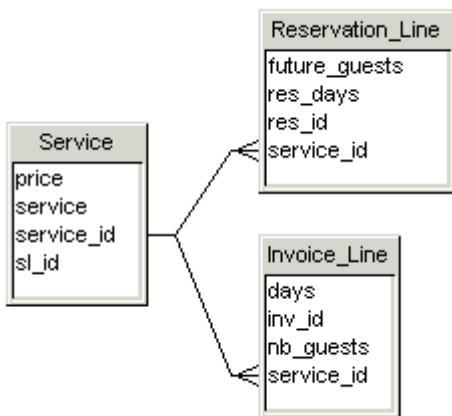 Reservation_Line
future_guests
res_days
res_id
service_id
Service
price
service
service_id
sl_id
Invoice_Line
days
inv_id
nb_guests
service_id